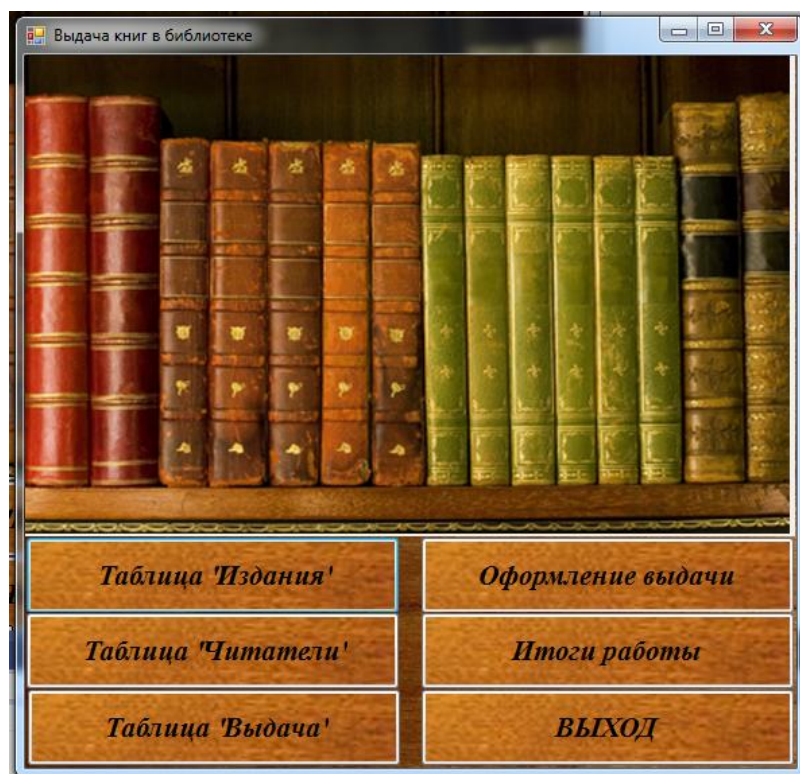 Выдача книг в библиотеке
Таблица 'Издания'
Оформление выдачи
Таблица 'Читатели'
Итоги работы
Таблица 'Выдача'
ВЫХОД